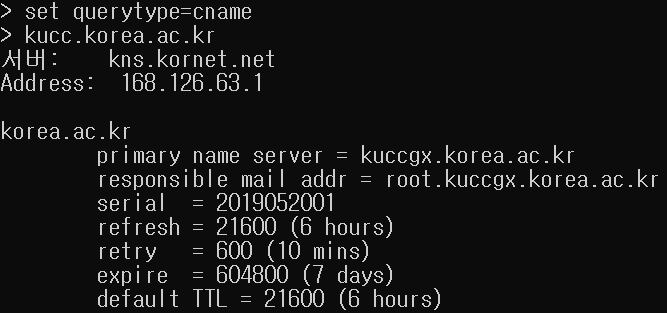 > set querytype=cname
> kucc.korea.ac.kr
서버:    kns.kornet.net
Address:  168.126.63.1

korea.ac.kr
        primary name server = kuccgx.korea.ac.kr
        responsible mail addr = root.kuccgx.korea.ac.kr
        serial  = 2019052001
        refresh = 21600 (6 hours)
        retry   = 600 (10 mins)
        expire  = 604800 (7 days)
        default TTL = 21600 (6 hours)